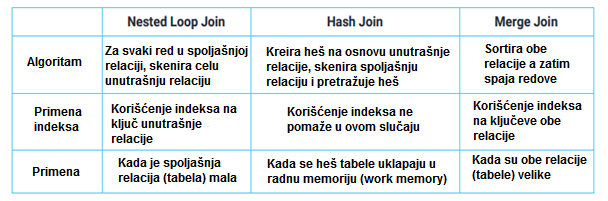 Nested Loop Join
Hash Join
Merge Join
Algoritam
Za svaki red u spoljašnjoj
relaciji, skenira celu
unutrašnju relaciju
Kreira heš na osnovu unutrašnje
relacije, skenira spoljašnju
relaciju i pretražuje heš
Sortira obe
relacije a zatim
spaja redove
Primena
indeksa
Korišćenje indeksa na
ključ unutrašnje
relacije
Korišćenje indeksa ne
pomaže u ovom slučaju
Korišćenje indeksa
na ključeve obe
relacije
Primena
Kada je spoljašnja
relacija (tabela) mala
Kada se heš tabele uklapaju u
radnu memoriju (work memory)
Kada su obe relacije
(tabele) velike